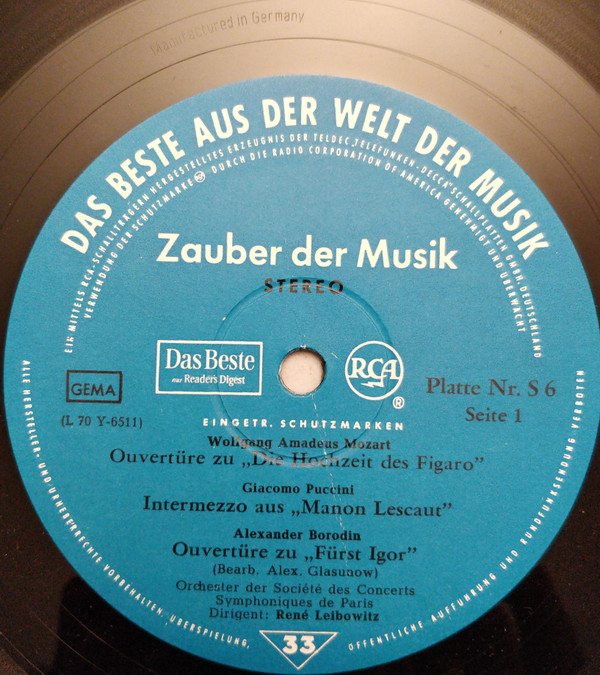 Manufactured in Germany
DAS BESTE AUS DER WELT DER MUSIK
EIN MITTELS RCA-SCHALLTRÄGERN HERGESTELLTES ERZEUGNIS DER TELDEC „TELEFUNKEN-DECCA“ SCHALLPLATTEN GMBH, DEUTSCHLAND
VERWENDUNG DER SCHUTZMARKE DURCH DIE RADIO CORPORATION OF AMERICA GENEHMIGT UND ÜBERWACHT
Zauber der Musik
STEREO
Das Beste
aus Reader's Digest
RCA
®
GEMA
(L 70 Y-6511)
Platte Nr. S 6
Seite 1
EINGETR. SCHUTZMARKEN
Wolfgang Amadeus Mozart
Ouvertüre zu „Die Hochzeit des Figaro”
Giacomo Puccini
Intermezzo aus „Manon Lescaut”
Alexander Borodin
Ouvertüre zu „Fürst Igor”
(Bearb. Alex. Glasunow)
Orchester der Société des Concerts
Symphoniques de Paris
Dirigent: René Leibowitz
33
ALLE HERSTELLER- UND URHEBERRECHTE VORBEHALTEN · ÜBERSPIELUNG,
ÖFFENTLICHE AUFFÜHRUNG UND RUNDFUNKSENDUNG VERBOTEN